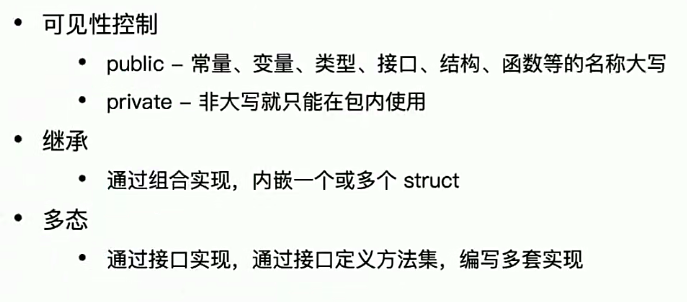 • 可见性控制
• public – 常量、变量、类型、接口、结构、函数等的名称大写
• private – 非大写就只能在包内使用
• 继承
• 通过组合实现，内嵌一个或多个 struct
• 多态
• 通过接口实现，通过接口定义方法集，编写多套实现